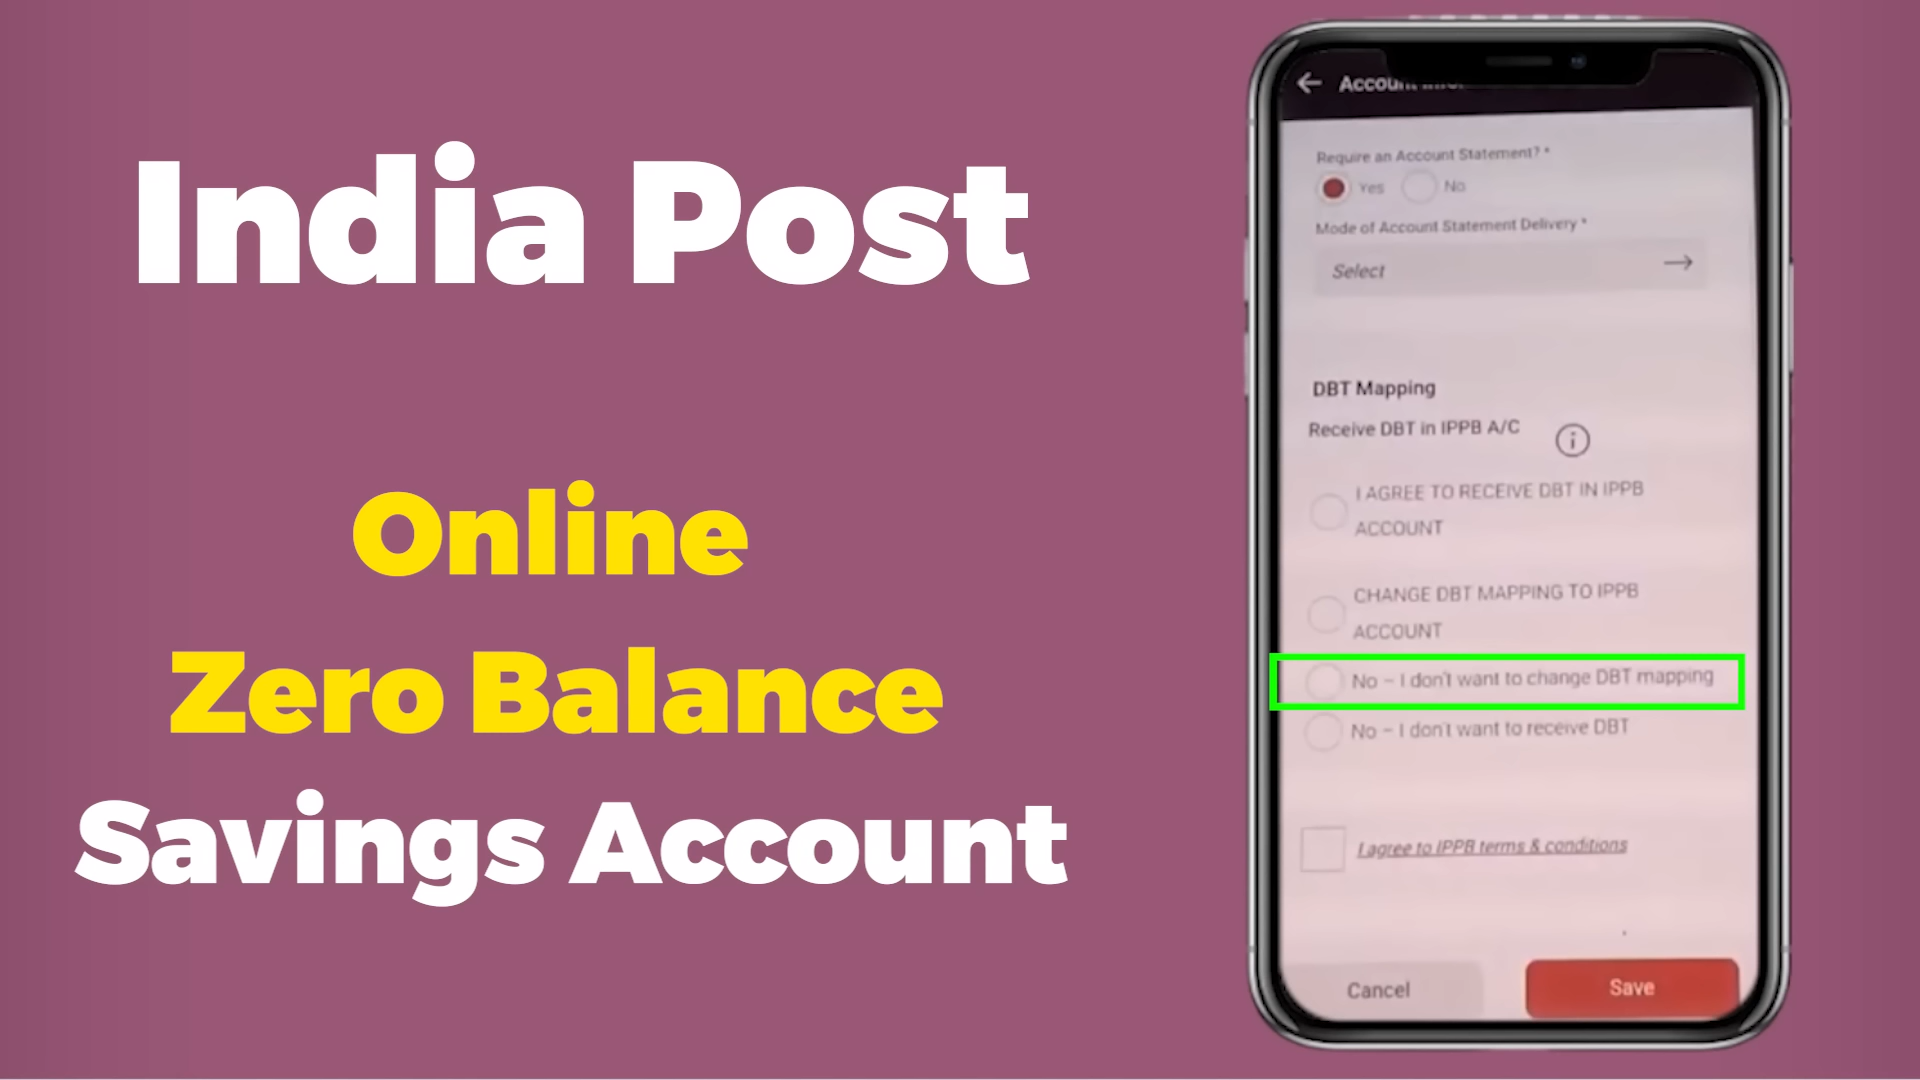 India Post
Online
Zero Balance
Savings Account
Require an Account Statement? *
Yes No
Mode of Account Statement Delivery *
Select
DBT Mapping
Receive DBT in IPPB A/C
I AGREE TO RECEIVE DBT IN IPPB
ACCOUNT
CHANGE DBT MAPPING TO IPPB
ACCOUNT
No – I don't want to change DBT mapping
No – I don't want to receive DBT
I agree to IPPB terms & conditions
Cancel Save